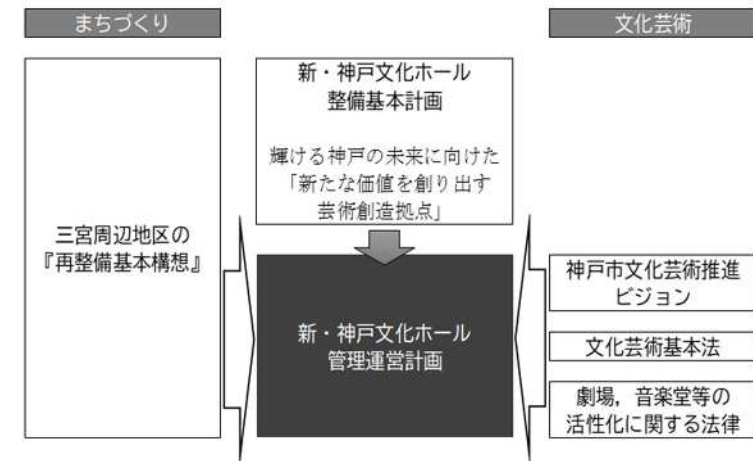 まちづくり
文化芸術
三宮周辺地区の
『再整備基本構想』
新・神戸文化ホール
整備基本計画
輝ける神戸の未来に向けた
「新たな価値を創り出す
芸術創造拠点」
新・神戸文化ホール
管理運営計画
神戸市文化芸術推進
ビジョン
文化芸術基本法
劇場，音楽堂等の
活性化に関する法律